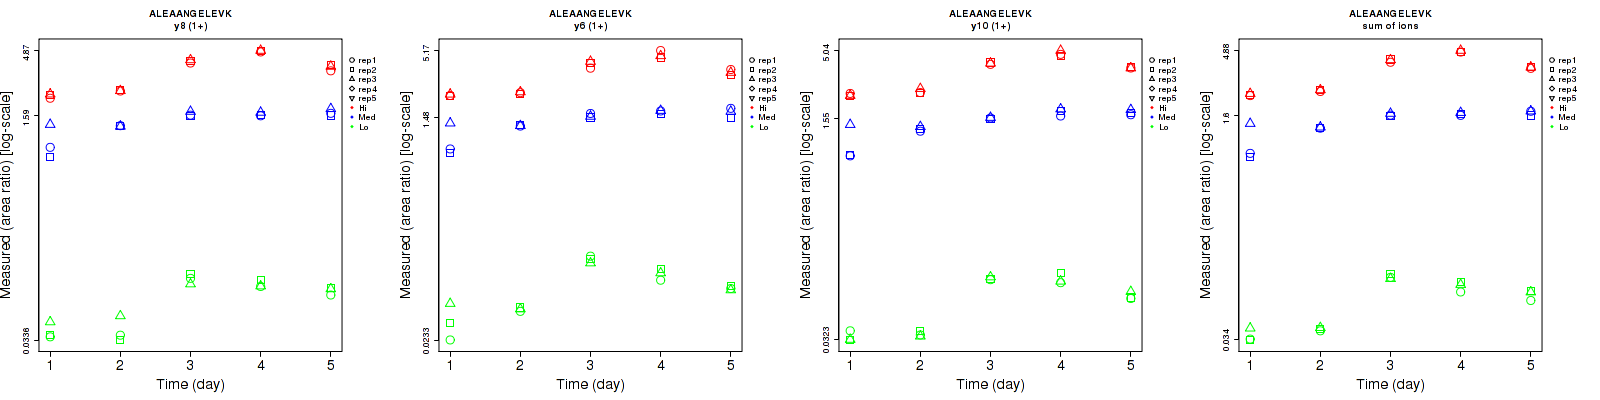 ALEAANGELEVK
y8 (1+)
Measured (area ratio) [log-scale]
4.87
1.59
0.0336
1 2 3 4 5
Time (day)
rep1
rep2
rep3
rep4
rep5
Hi
Med
Lo
ALEAANGELEVK
y6 (1+)
Measured (area ratio) [log-scale]
5.17
1.48
0.0233
1 2 3 4 5
Time (day)
rep1
rep2
rep3
rep4
rep5
Hi
Med
Lo
ALEAANGELEVK
y10 (1+)
Measured (area ratio) [log-scale]
5.04
1.55
0.0323
1 2 3 4 5
Time (day)
rep1
rep2
rep3
rep4
rep5
Hi
Med
Lo
ALEAANGELEVK
sum of ions
Measured (area ratio) [log-scale]
4.88
1.6
0.034
1 2 3 4 5
Time (day)
rep1
rep2
rep3
rep4
rep5
Hi
Med
Lo